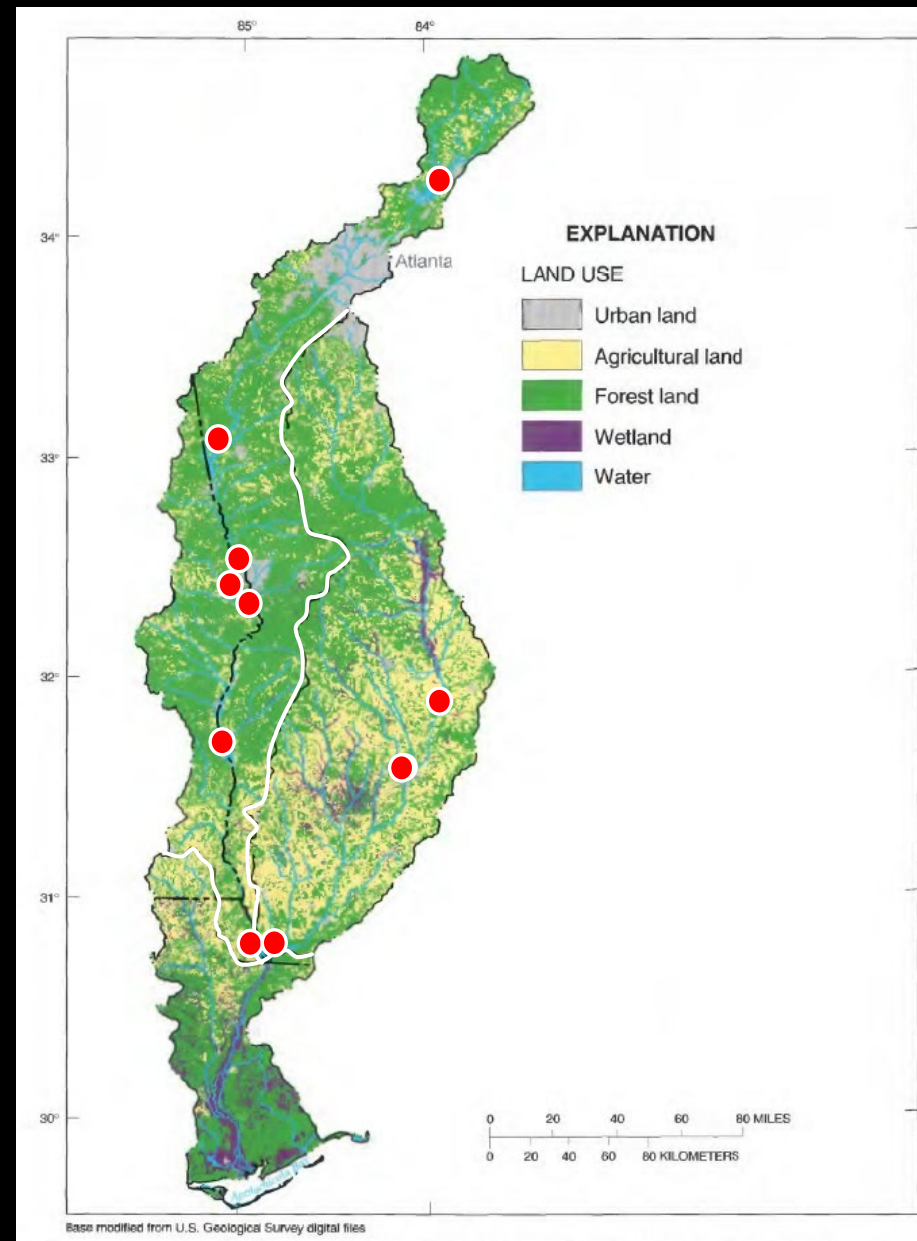 85° 84°
34°
Atlanta
EXPLANATION
LAND USE
Urban land
Agricultural land
Forest land
Wetland
Water
33°
32°
31°
30°
0 20 40 60 80 MILES
0 20 40 60 80 KILOMETERS
Apalachicola Bay
Base modified from U.S. Geological Survey digital files